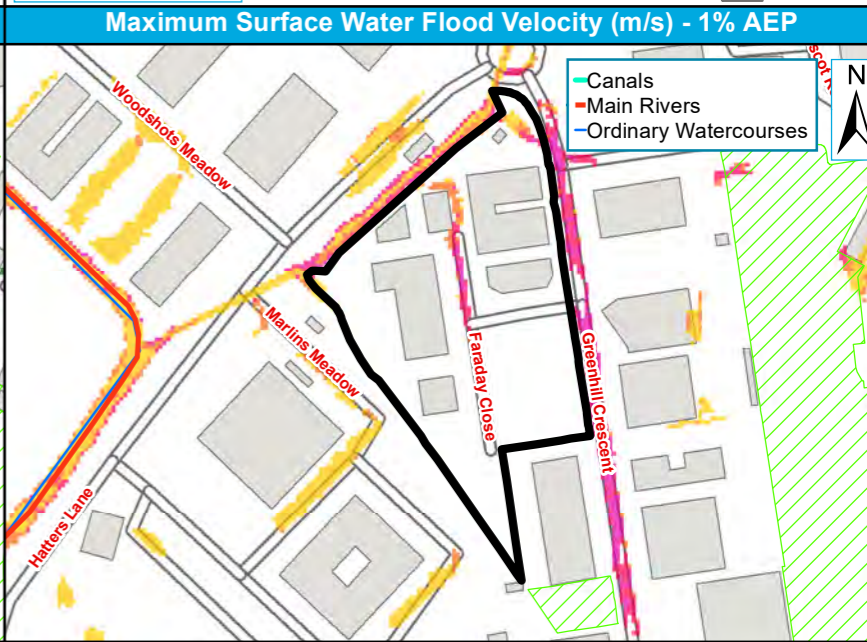 Maximum Surface Water Flood Velocity (m/s) - 1% AEP
Canals
Main Rivers
Ordinary Watercourses
N
Woodshots Meadow
Marlins Meadow
Faraday Close
Greenhill Crescent
Hatters Lane